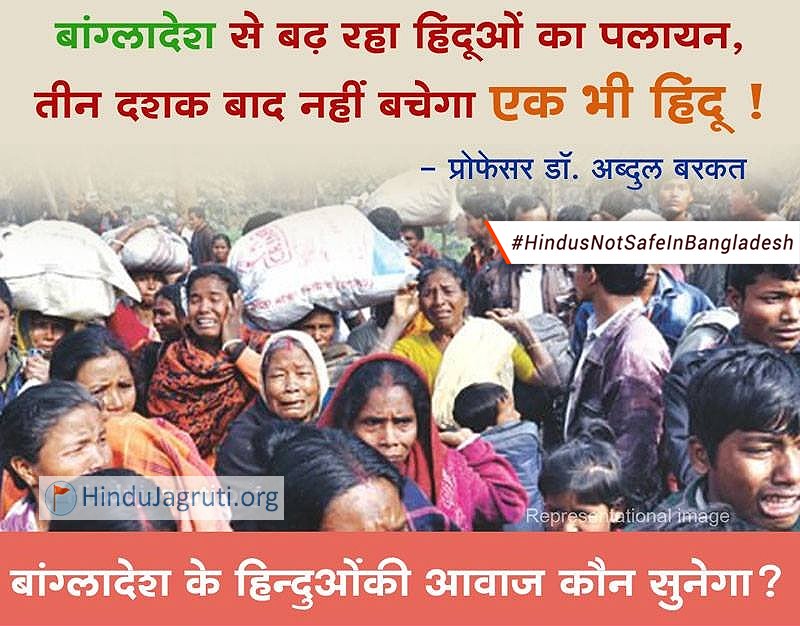 बांग्लादेश से बढ़ रहा हिंदूओं का पलायन,
तीन दशक बाद नहीं बचेगा एक भी हिंदू !
– प्रोफेसर डॉ. अब्दुल बरकत
#HindusNotSafeInBangladesh
HinduJagruti.org
Representational image
बांग्लादेश के हिन्दुओंकी आवाज कौन सुनेगा?